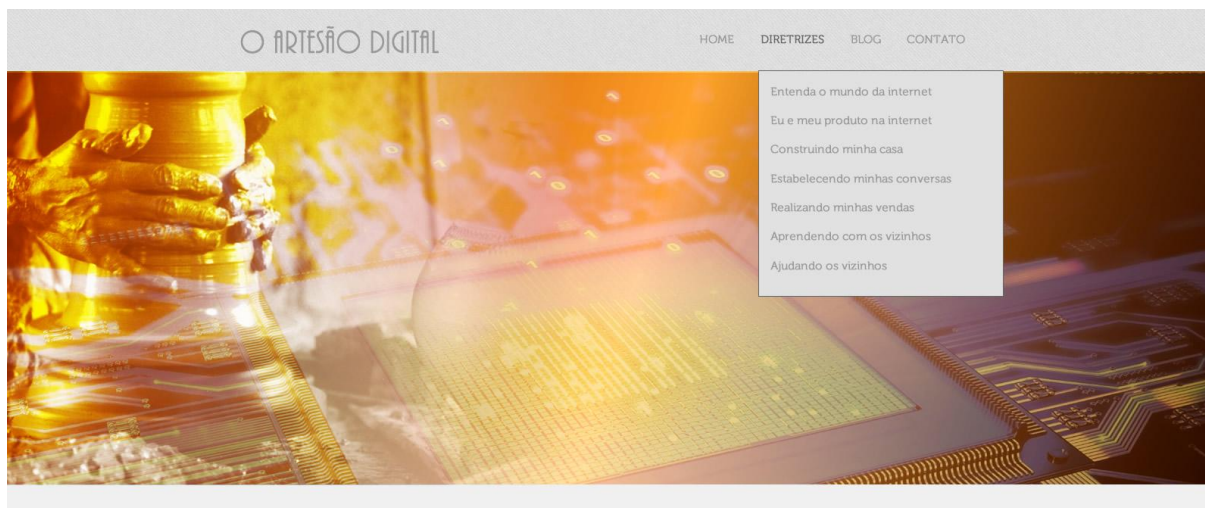 O ARTESÃO DIGITAL
HOME DIRETRIZES BLOG CONTATO
Entenda o mundo da internet
Eu e meu produto na internet
Construindo minha casa
Estabelecendo minhas conversas
Realizando minhas vendas
Aprendendo com os vizinhos
Ajudando os vizinhos